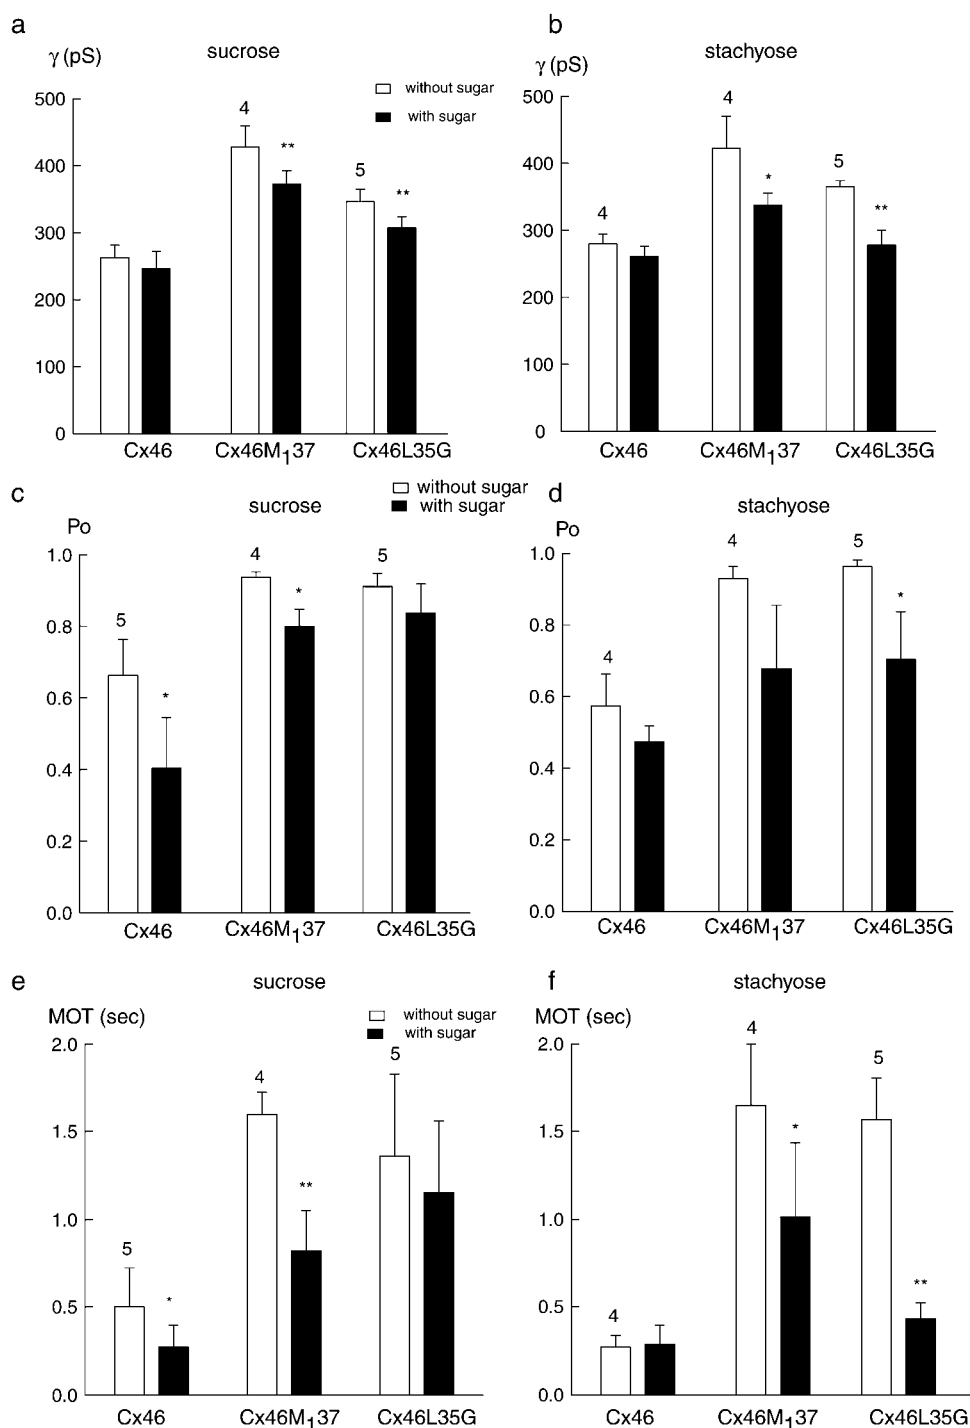 a
γ (pS)
sucrose
without sugar
with sugar
500
400
300
200
100
0
4
**
5
**
Cx46
Cx46M₁37
Cx46L35G
b
γ (pS)
stachyose
500
400
300
200
100
0
4
4
*
5
**
Cx46
Cx46M₁37
Cx46L35G
c
Po
sucrose
without sugar
with sugar
1.0
0.8
0.6
0.4
0.2
0.0
5
*
4
*
5
Cx46
Cx46M₁37
Cx46L35G
d
Po
stachyose
1.0
0.8
0.6
0.4
0.2
0.0
4
4
5
*
Cx46
Cx46M₁37
Cx46L35G
e
MOT (sec)
sucrose
without sugar
with sugar
2.0
1.5
1.0
0.5
0.0
5
*
4
**
5
Cx46
Cx46M₁37
Cx46L35G
f
MOT (sec)
stachyose
2.0
1.5
1.0
0.5
0.0
4
4
*
5
**
Cx46
Cx46M₁37
Cx46L35G